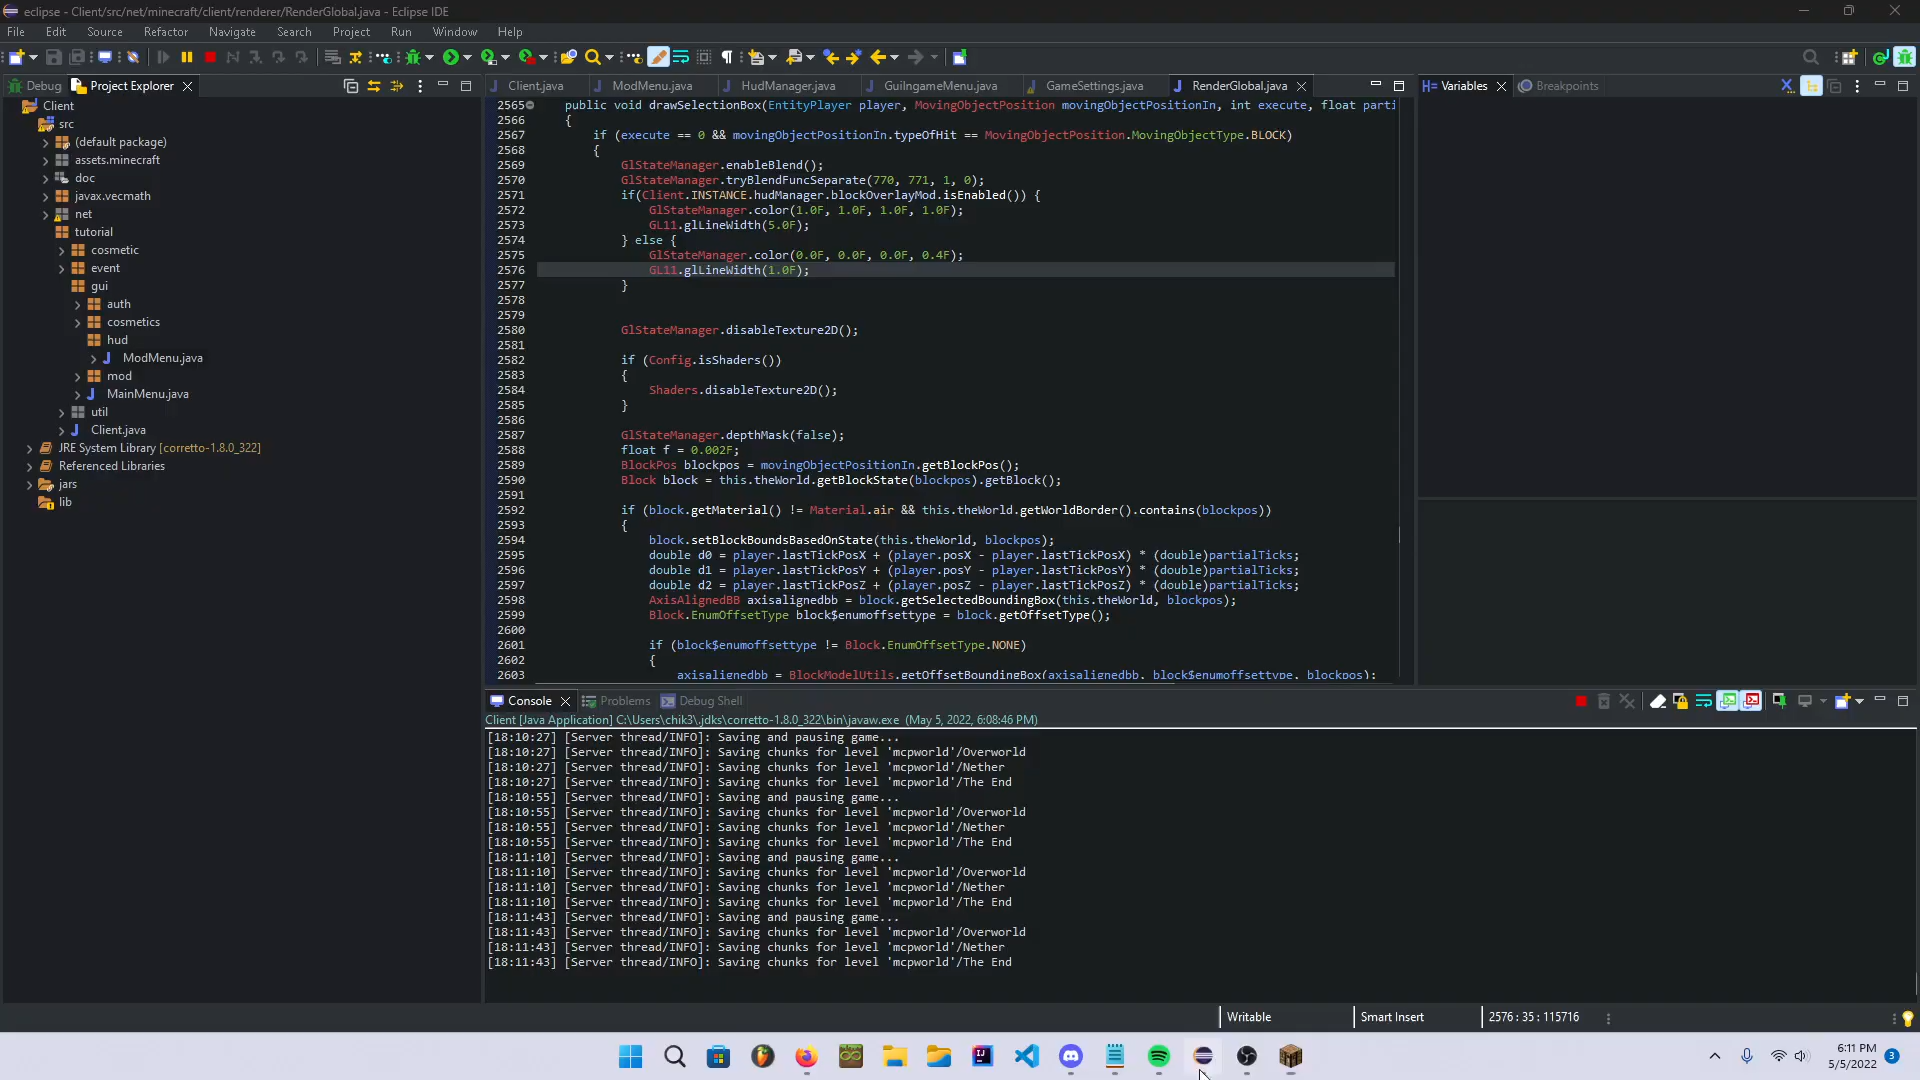 eclipse - Client/src/net/minecraft/client/renderer/RenderGlobal.java - Eclipse IDE
File Edit Source Refactor Navigate Search Project Run Window Help
Debug Project Explorer
Client
src
(default package)
assets.minecraft
doc
javax.vecmath
net
tutorial
cosmetic
event
gui
auth
cosmetics
hud
ModMenu.java
mod
MainMenu.java
util
Client.java
JRE System Library [corretto-1.8.0_322]
Referenced Libraries
jars
lib
Client.java ModMenu.java HudManager.java GuiIngameMenu.java GameSettings.java RenderGlobal.java
2565 public void drawSelectionBox(EntityPlayer player, MovingObjectPosition movingObjectPositionIn, int execute, float parti
2566 {
2567 if (execute == 0 && movingObjectPositionIn.typeOfHit == MovingObjectPosition.MovingObjectType.BLOCK)
2568 {
2569 GlStateManager.enableBlend();
2570 GlStateManager.tryBlendFuncSeparate(770, 771, 1, 0);
2571 if(Client.INSTANCE.hudManager.blockOverlayMod.isEnabled()) {
2572 GlStateManager.color(1.0F, 1.0F, 1.0F, 1.0F);
2573 GL11.glLineWidth(5.0F);
2574 } else {
2575 GlStateManager.color(0.0F, 0.0F, 0.0F, 0.4F);
2576 GL11.glLineWidth(1.0F);
2577 }
2578
2579
2580 GlStateManager.disableTexture2D();
2581
2582 if (Config.isShaders())
2583 {
2584 Shaders.disableTexture2D();
2585 }
2586
2587 GlStateManager.depthMask(false);
2588 float f = 0.002F;
2589 BlockPos blockpos = movingObjectPositionIn.getBlockPos();
2590 Block block = this.theWorld.getBlockState(blockpos).getBlock();
2591
2592 if (block.getMaterial() != Material.air && this.theWorld.getWorldBorder().contains(blockpos))
2593 {
2594 block.setBlockBoundsBasedOnState(this.theWorld, blockpos);
2595 double d0 = player.lastTickPosX + (player.posX - player.lastTickPosX) * (double)partialTicks;
2596 double d1 = player.lastTickPosY + (player.posY - player.lastTickPosY) * (double)partialTicks;
2597 double d2 = player.lastTickPosZ + (player.posZ - player.lastTickPosZ) * (double)partialTicks;
2598 AxisAlignedBB axisalignedbb = block.getSelectedBoundingBox(this.theWorld, blockpos);
2599 Block.EnumOffsetType block$enumoffsettype = block.getOffsetType();
2600
2601 if (block$enumoffsettype != Block.EnumOffsetType.NONE)
2602 {
2603 axisalignedbb = BlockModelUtils.getOffsetBoundingBox(axisalignedbb, block$enumoffsettype, blockpos);
Variables Breakpoints
Console Problems Debug Shell
Client [Java Application] C:\Users\chik3\.jdks\corretto-1.8.0_322\bin\javaw.exe (May 5, 2022, 6:08:46 PM)
[18:10:27] [Server thread/INFO]: Saving and pausing game...
[18:10:27] [Server thread/INFO]: Saving chunks for level 'mcpworld'/Overworld
[18:10:27] [Server thread/INFO]: Saving chunks for level 'mcpworld'/Nether
[18:10:27] [Server thread/INFO]: Saving chunks for level 'mcpworld'/The End
[18:10:55] [Server thread/INFO]: Saving and pausing game...
[18:10:55] [Server thread/INFO]: Saving chunks for level 'mcpworld'/Overworld
[18:10:55] [Server thread/INFO]: Saving chunks for level 'mcpworld'/Nether
[18:10:55] [Server thread/INFO]: Saving chunks for level 'mcpworld'/The End
[18:11:10] [Server thread/INFO]: Saving and pausing game...
[18:11:10] [Server thread/INFO]: Saving chunks for level 'mcpworld'/Overworld
[18:11:10] [Server thread/INFO]: Saving chunks for level 'mcpworld'/Nether
[18:11:10] [Server thread/INFO]: Saving chunks for level 'mcpworld'/The End
[18:11:43] [Server thread/INFO]: Saving and pausing game...
[18:11:43] [Server thread/INFO]: Saving chunks for level 'mcpworld'/Overworld
[18:11:43] [Server thread/INFO]: Saving chunks for level 'mcpworld'/Nether
[18:11:43] [Server thread/INFO]: Saving chunks for level 'mcpworld'/The End
Writable Smart Insert 2576 : 35 : 115716
6:11 PM
5/5/2022 3